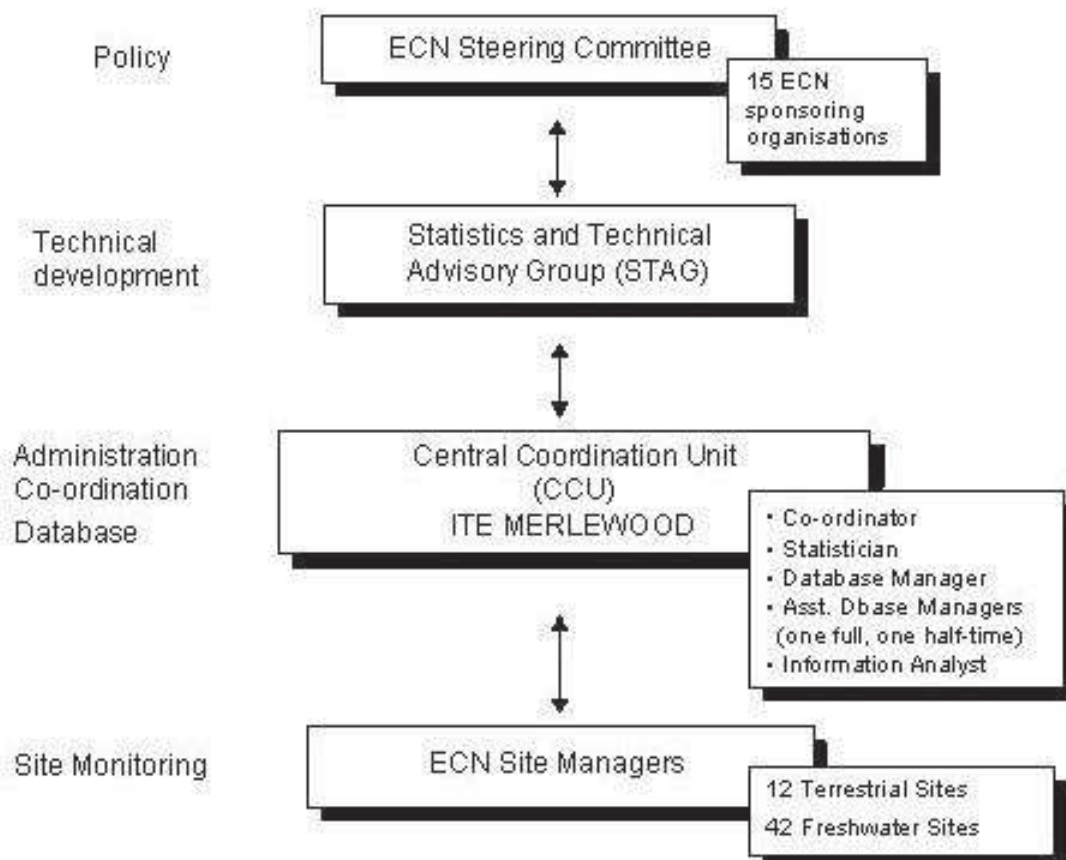 Policy
ECN Steering Committee
15 ECN
sponsoring
organisations
Technical
development
Statistics and Technical
Advisory Group (STAG)
Administration
Co-ordination
Database
Central Coordination Unit
(CCU)
ITE MERLEWOOD
• Co-ordinator
• Statistician
• Database Manager
• Asst. Dbase Managers
(one full, one half-time)
• Information Analyst
Site Monitoring
ECN Site Managers
12 Terrestrial Sites
42 Freshwater Sites